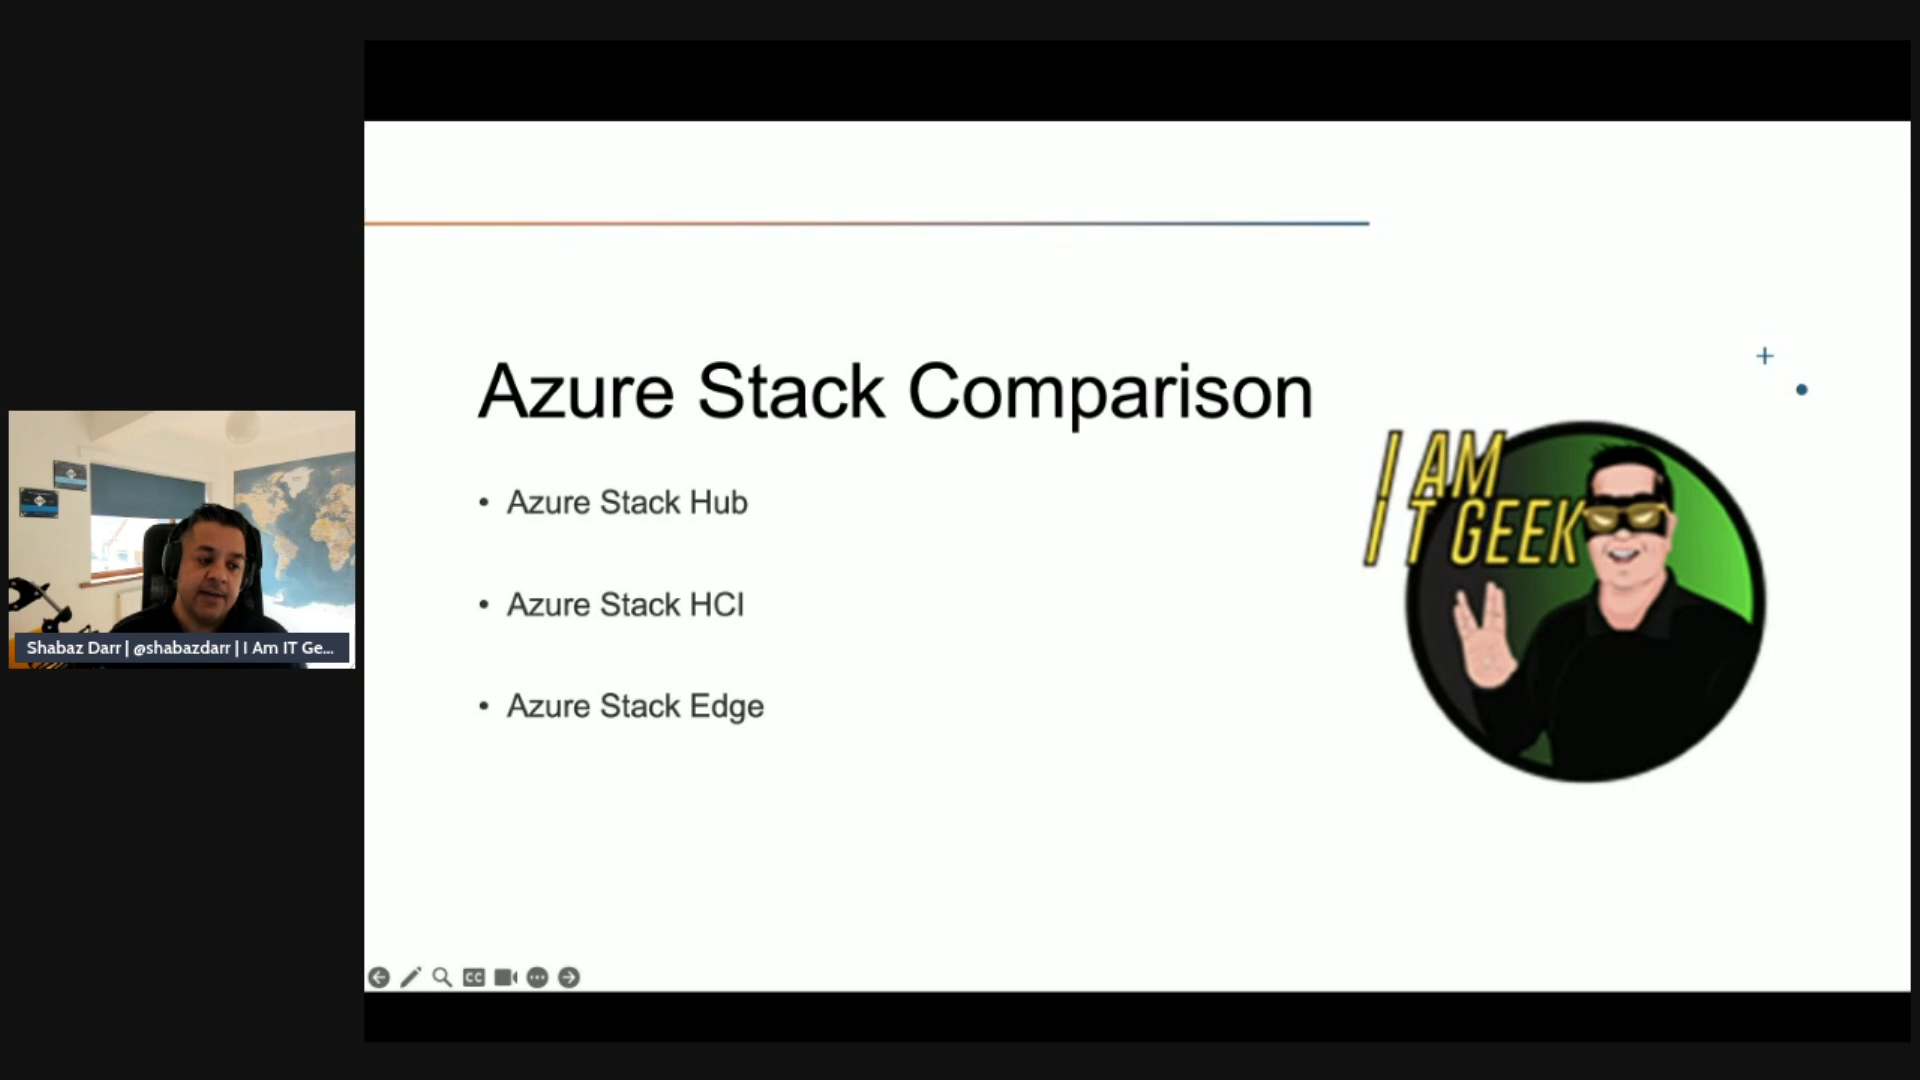 Azure Stack Comparison
• Azure Stack Hub
• Azure Stack HCI
• Azure Stack Edge
I AM
IT GEEK
Shabaz Darr | @shabazdarr | I Am IT Ge...
CC